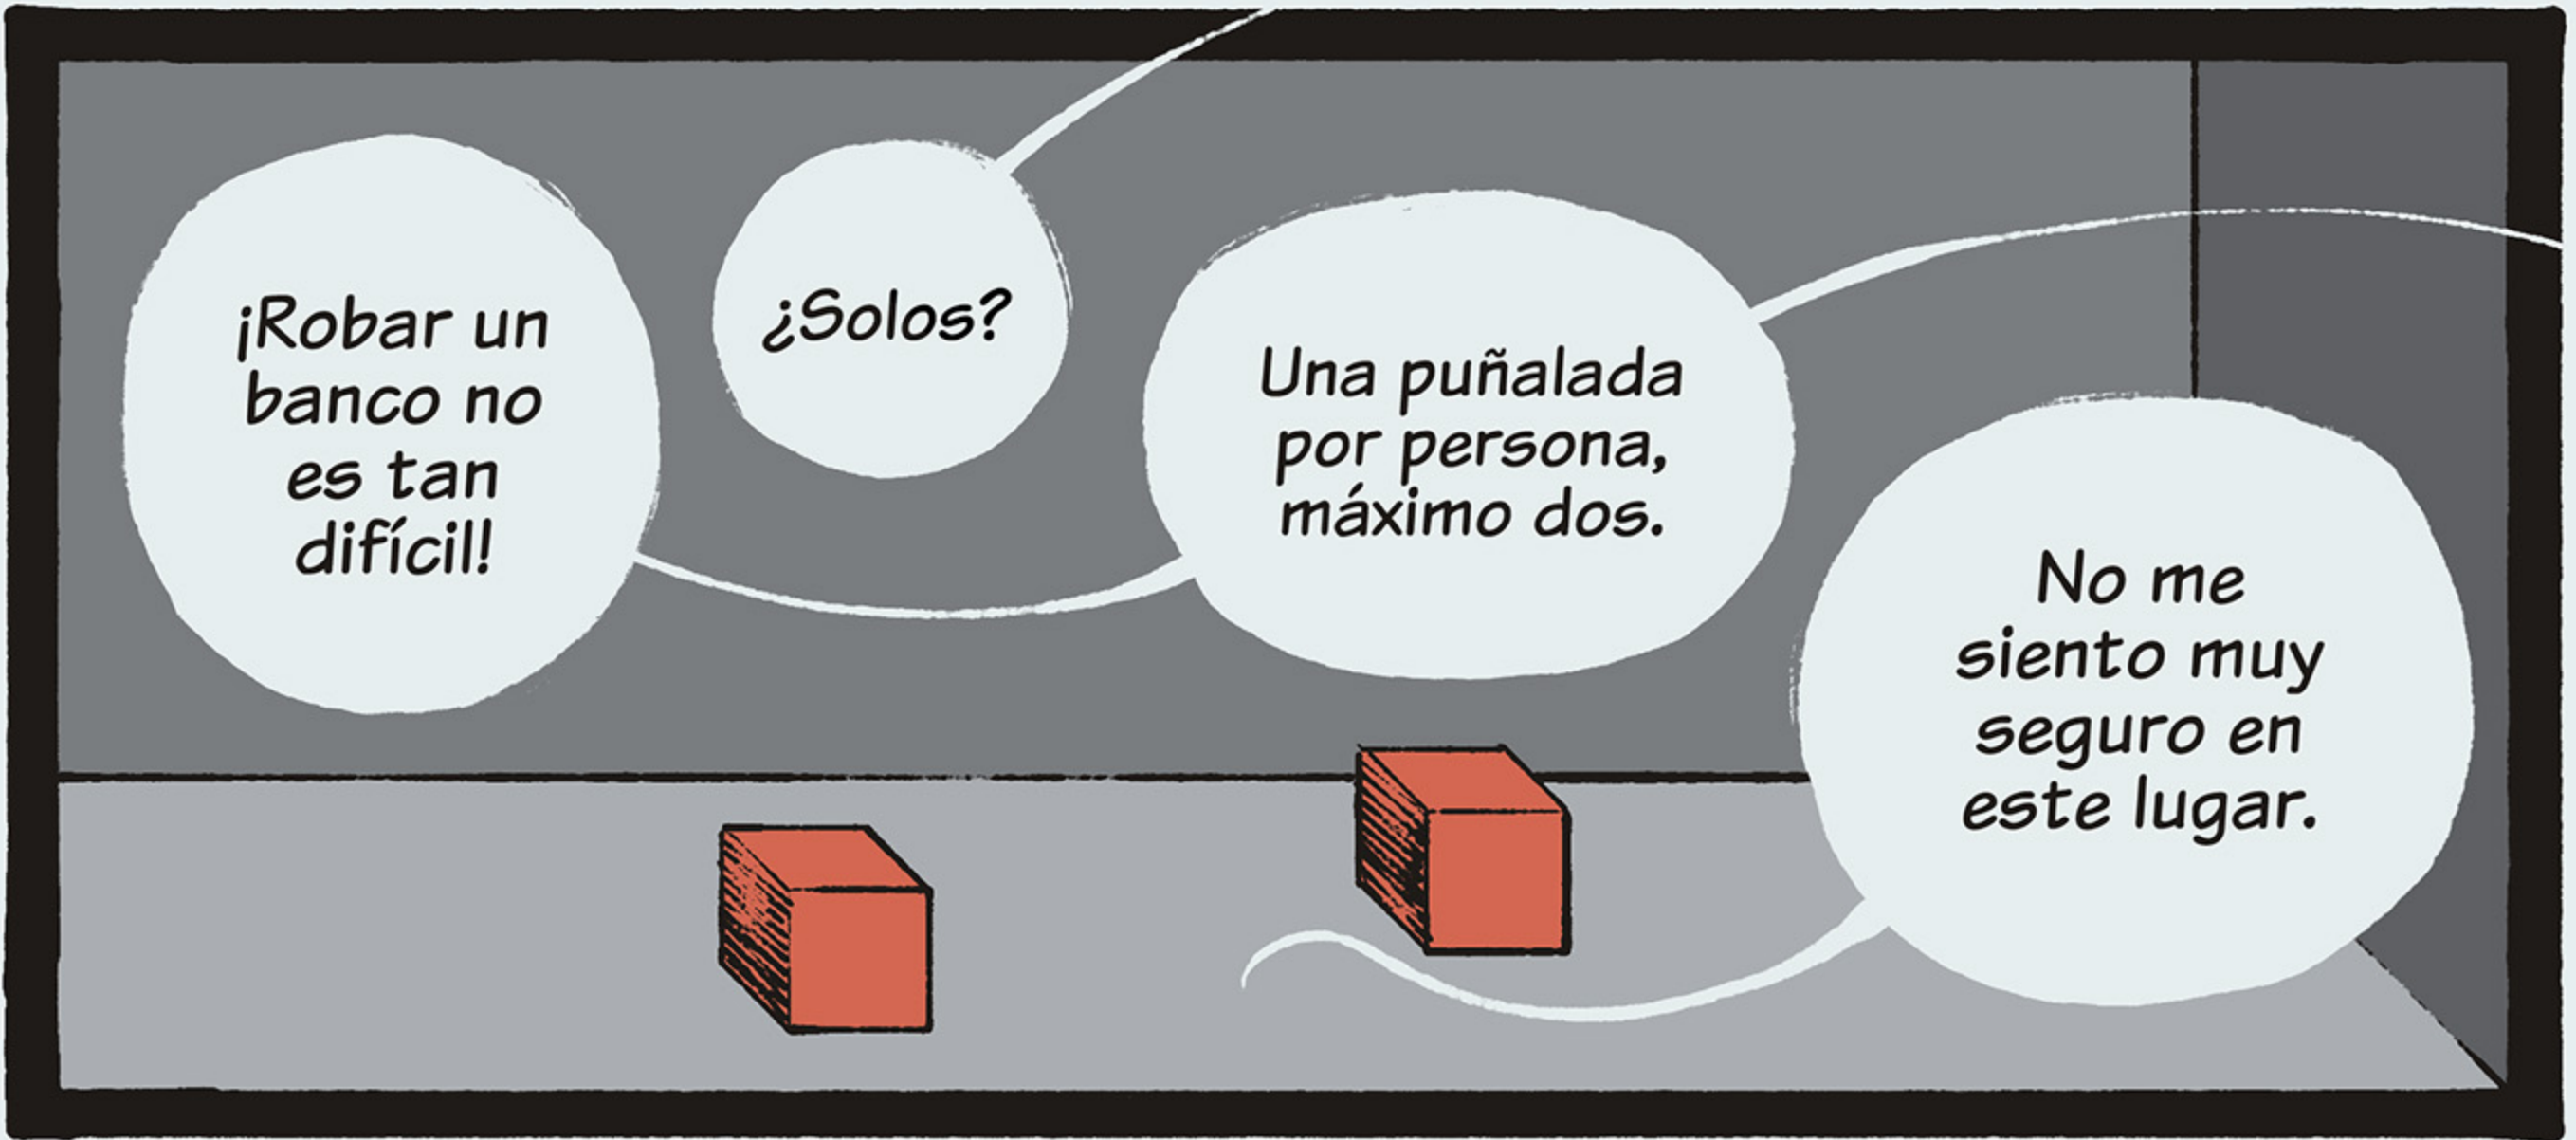 ¡Robar un
banco no
es tan
difícil!
¿Solos?
Una puñalada
por persona,
máximo dos.
No me
siento muy
seguro en
este lugar.